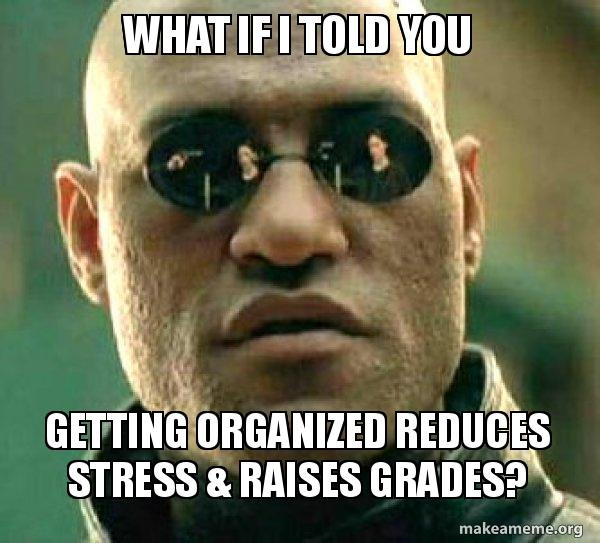 WHAT IF I TOLD YOU
GETTING ORGANIZED REDUCES
STRESS & RAISES GRADES?
makeameme.org